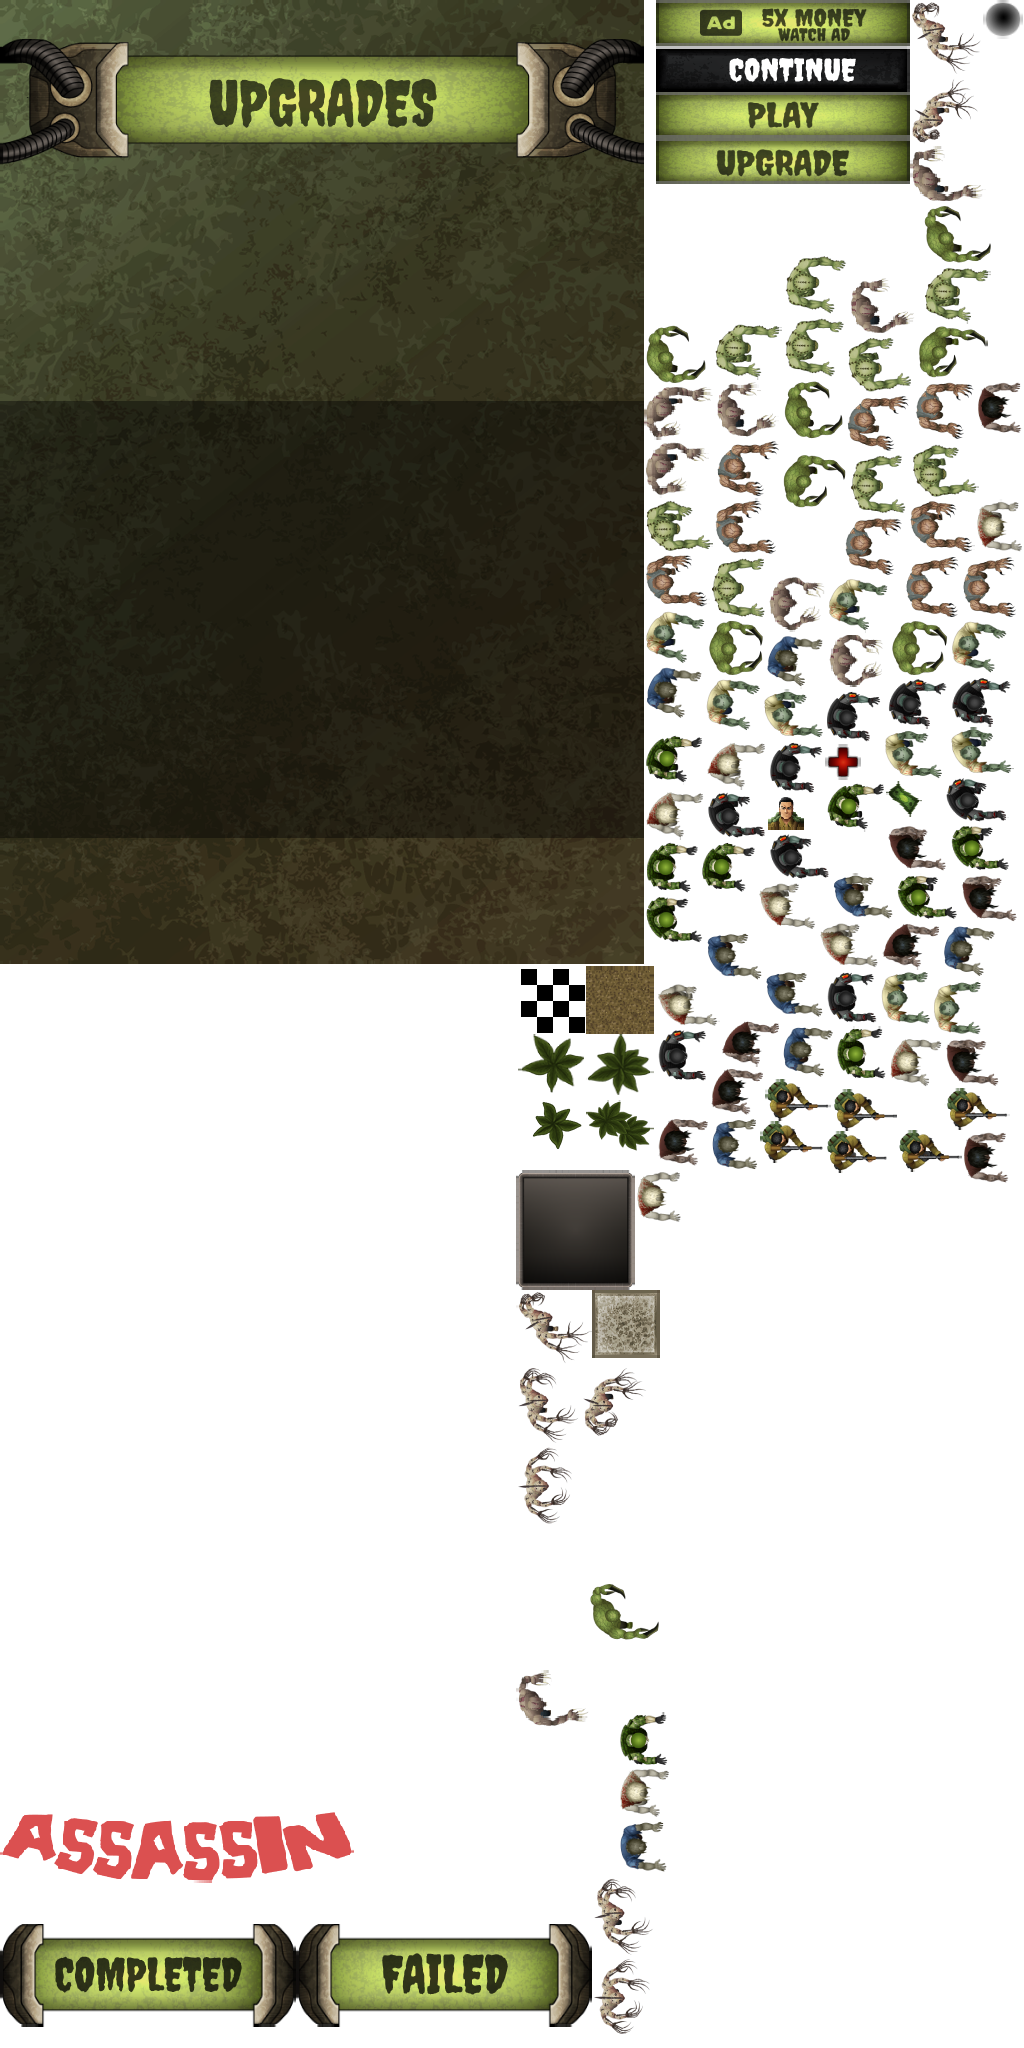 UPGRADES
Ad
5X MONEY
WATCH AD
CONTINUE
PLAY
UPGRADE
ASSASSIN
COMPLETED
FAILED